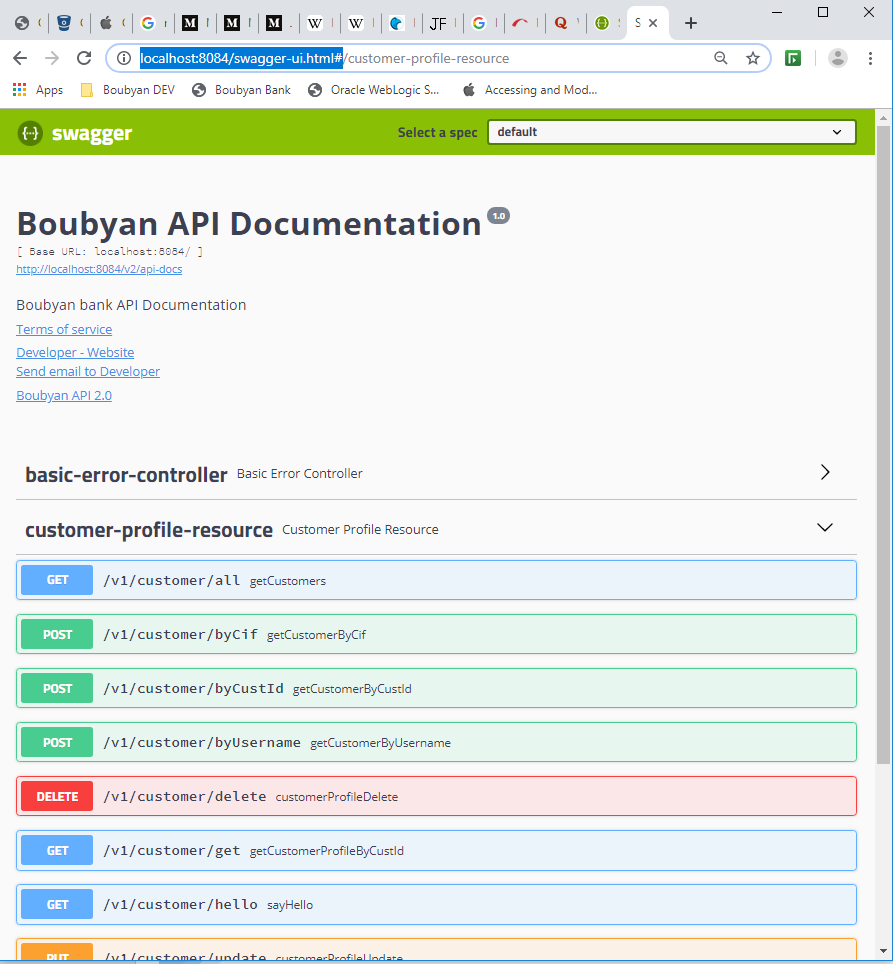 localhost:8084/swagger-ui.html#/customer-profile-resource
Apps Boubyan DEV Boubyan Bank Oracle WebLogic S... Accessing and Mod...
swagger Select a spec default
Boubyan API Documentation 1.0
[ Base URL: localhost:8084/ ]
http://localhost:8084/v2/api-docs
Boubyan bank API Documentation
Terms of service
Developer - Website
Send email to Developer
Boubyan API 2.0
basic-error-controller Basic Error Controller
customer-profile-resource Customer Profile Resource
GET /v1/customer/all getCustomers
POST /v1/customer/byCif getCustomerByCif
POST /v1/customer/byCustId getCustomerByCustId
POST /v1/customer/byUsername getCustomerByUsername
DELETE /v1/customer/delete customerProfileDelete
GET /v1/customer/get getCustomerProfileByCustId
GET /v1/customer/hello sayHello
PUT /v1/customer/update customerProfileUpdate